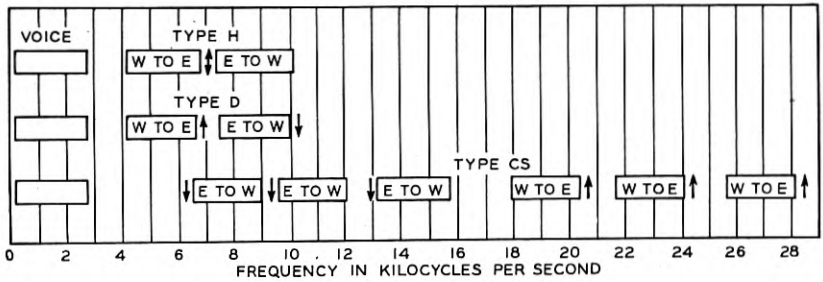 VOICE TYPE H
W TO E E TO W
TYPE D
W TO E E TO W
TYPE CS
E TO W E TO W E TO W W TO E W TO E W TO E
0 2 4 6 8 10 12 14 16 18 20 22 24 26 28
FREQUENCY IN KILOCYCLES PER SECOND